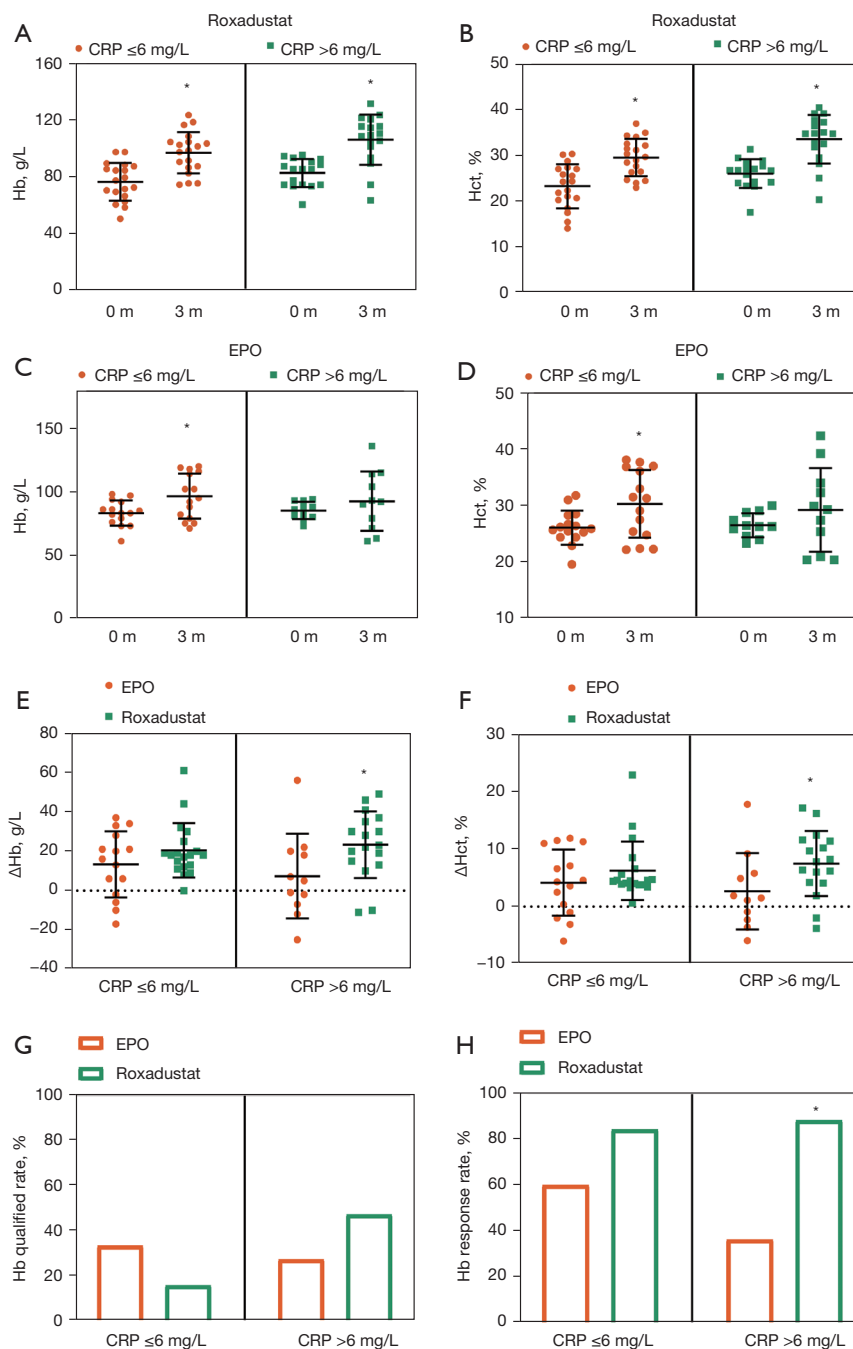 A
Roxadustat
CRP ≤6 mg/L
CRP >6 mg/L
Hb, g/L
160
120
80
40
0
*
*
0 m
3 m
0 m
3 m
B
Roxadustat
CRP ≤6 mg/L
CRP >6 mg/L
Hct, %
50
40
30
20
10
0
*
*
0 m
3 m
0 m
3 m
C
EPO
CRP ≤6 mg/L
CRP >6 mg/L
Hb, g/L
150
100
50
0
*
0 m
3 m
0 m
3 m
D
EPO
CRP ≤6 mg/L
CRP >6 mg/L
Hct, %
50
40
30
20
10
*
0 m
3 m
0 m
3 m
E
EPO
Roxadustat
ΔHb, g/L
80
60
40
20
0
−20
−40
*
CRP ≤6 mg/L
CRP >6 mg/L
F
EPO
Roxadustat
ΔHct, %
30
20
10
0
−10
*
CRP ≤6 mg/L
CRP >6 mg/L
G
EPO
Roxadustat
Hb qualified rate, %
100
80
60
40
20
0
CRP ≤6 mg/L
CRP >6 mg/L
H
EPO
Roxadustat
Hb response rate, %
100
80
60
40
20
0
*
CRP ≤6 mg/L
CRP >6 mg/L